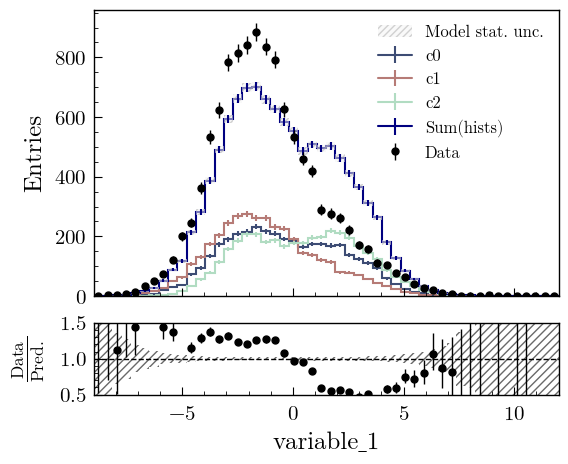 Entries
800
600
400
200
0
Model stat. unc.
c0
c1
c2
Sum(hists)
Data
Data
Pred.
1.5
1.0
0.5
−5
0
5
10
variable_1